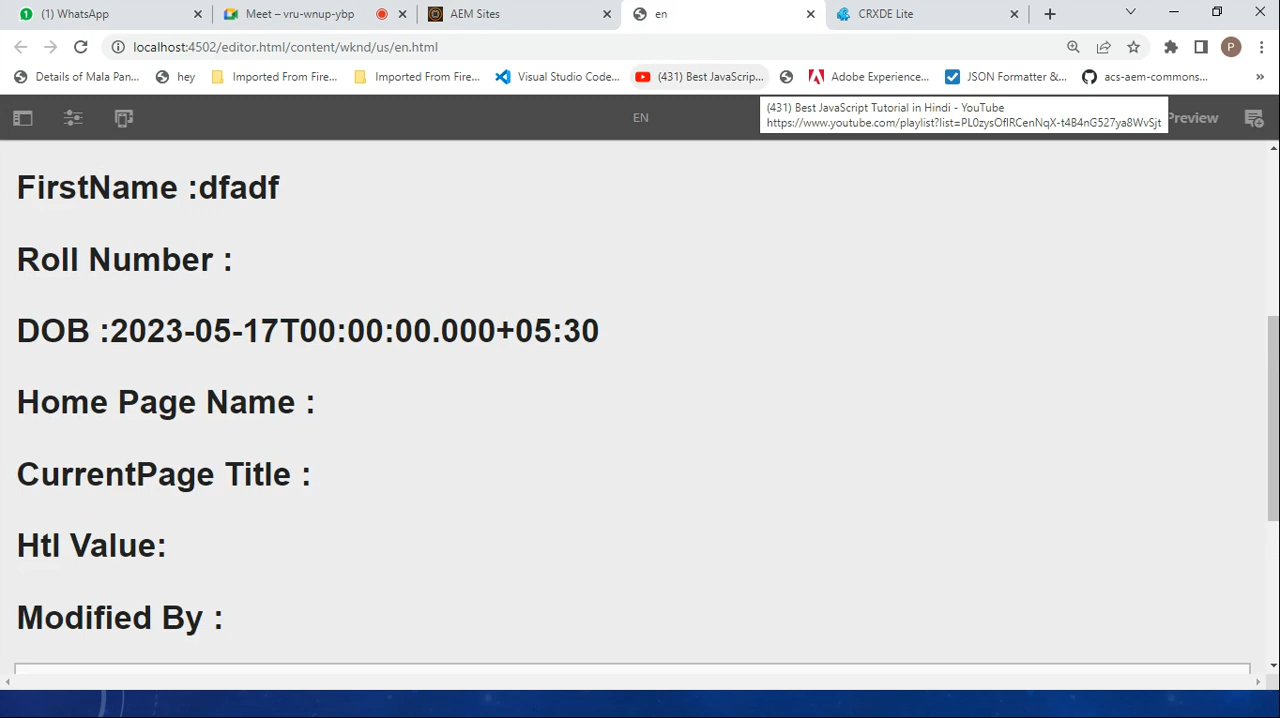 (1) WhatsApp
Meet – vru-wnup-ybp
AEM Sites
en
CRXDE Lite
localhost:4502/editor.html/content/wknd/us/en.html
P
Details of Mala Pan...
hey
Imported From Fire...
Imported From Fire...
Visual Studio Code...
(431) Best JavaScrip...
Adobe Experience...
JSON Formatter &...
acs-aem-commons...
»
EN
(431) Best JavaScript Tutorial in Hindi - YouTube
https://www.youtube.com/playlist?list=PL0zysOflRCenNqX-t4B4nG527ya8WvSjt
Preview
FirstName :dfadf
Roll Number :
DOB :2023-05-17T00:00:00.000+05:30
Home Page Name :
CurrentPage Title :
Htl Value:
Modified By :